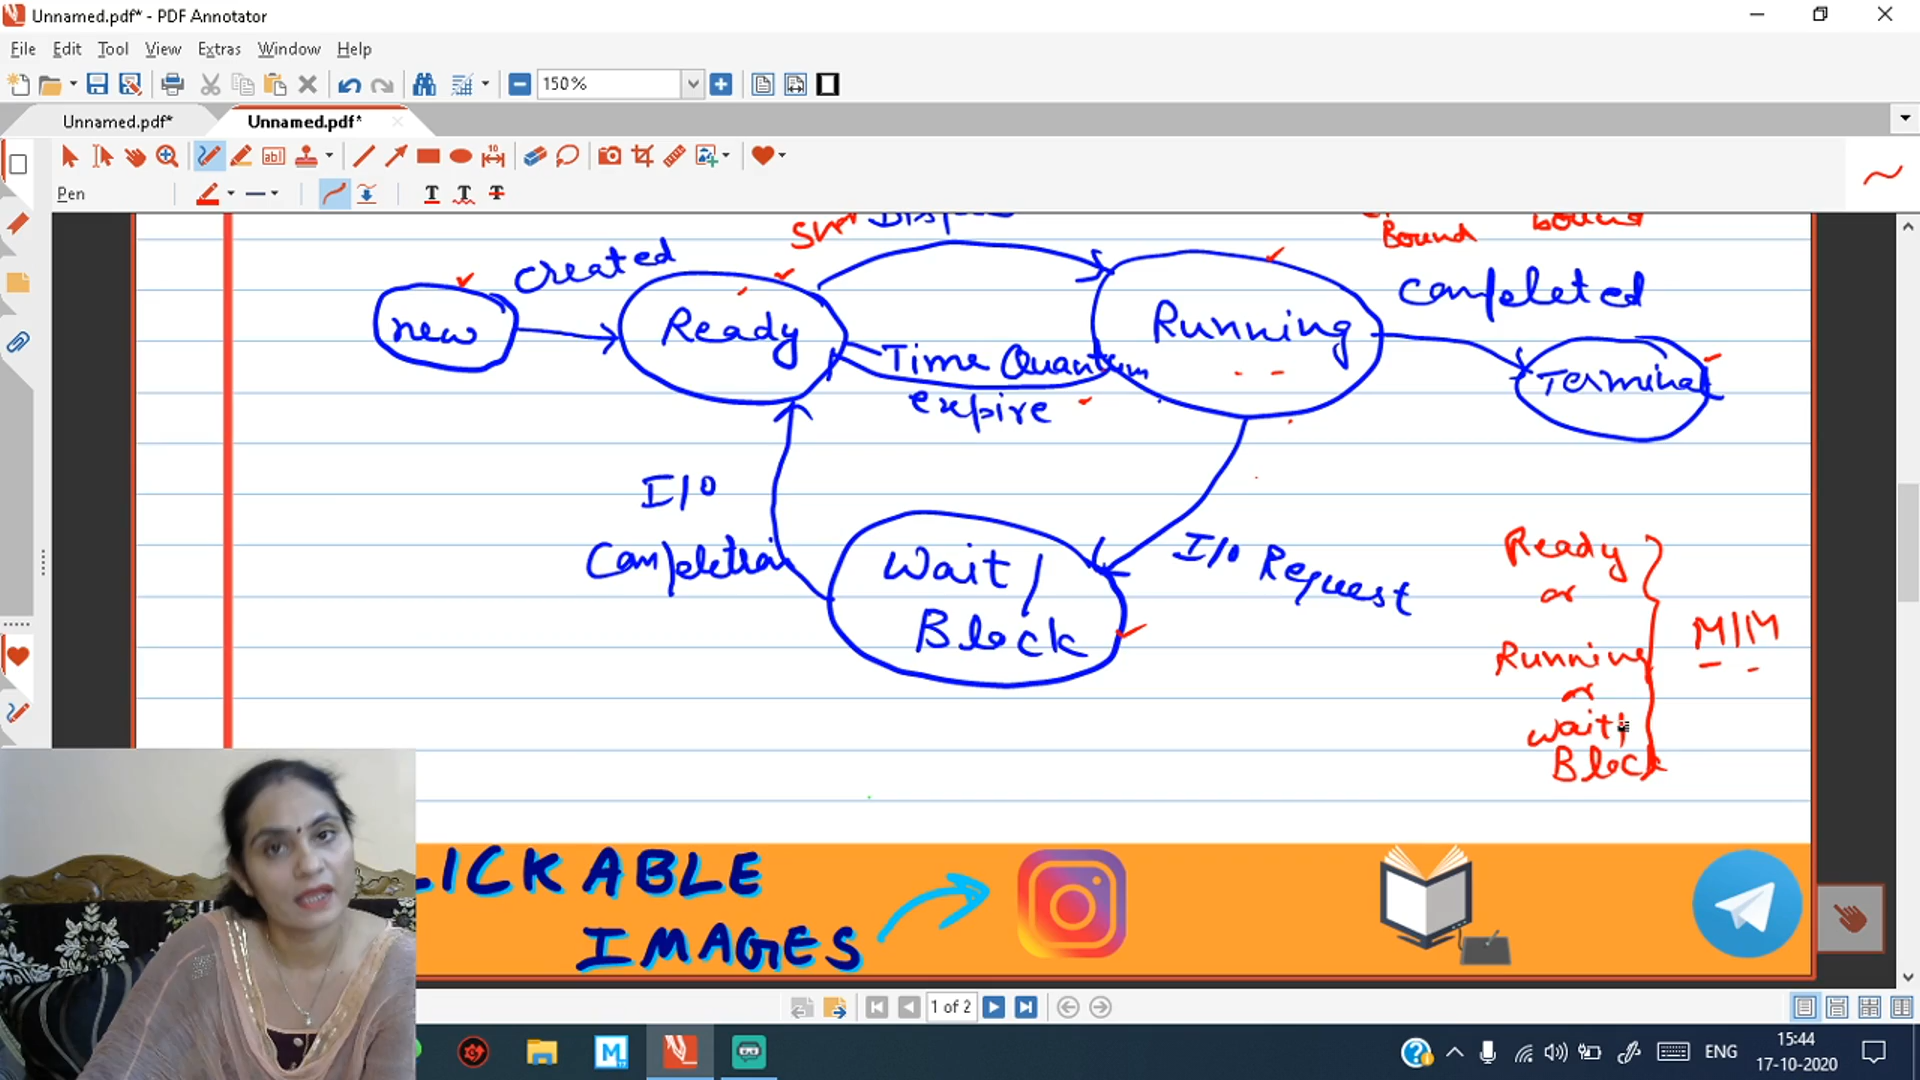 Unnamed.pdf* - PDF Annotator
File Edit Tool View Extras Window Help
150%
Unnamed.pdf* Unnamed.pdf*
Pen
Bound bound
created
completed
new
Ready
Running
Time Quantum
expire
Terminal
I/O
Completion
Wait /
Block
I/O Request
Ready
or
Running
or
wait/
Block
M/M
LICKABLE
IMAGES
1 of 2
ENG
15:44
17-10-2020